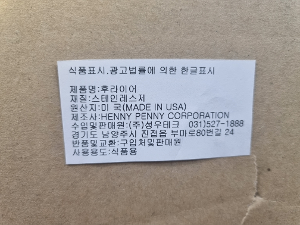 식품표시.광고법률에 의한 한글표시
제품명:후라이어
재질:스테인레스저
원산지:미 국(MADE IN USA)
제조사:HENNY PENNY CORPORATION
수입및판매원:(주)성우테크 031)527-1888
경기도 남양주시 진접읍 부마로80번길 24
반품및교환:구입처및판매원
사용용도:식품용